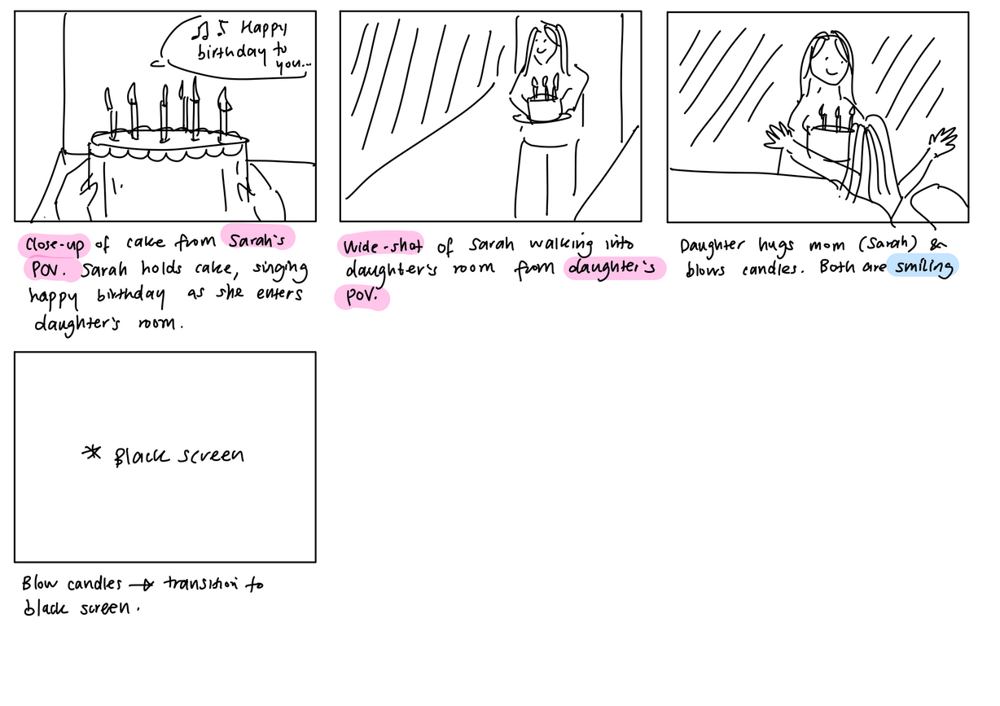 ♫ ♪ Happy
birthday to
you...
Close-up of cake from Sarah's
POV. Sarah holds cake, singing
happy birthday as she enters
daughter's room.
Wide-shot of Sarah walking into
daughter's room from daughter's
POV.
Daughter hugs mom (Sarah) &
blows candles. Both are smiling
* Black screen
Blow candles → transition to
black screen.